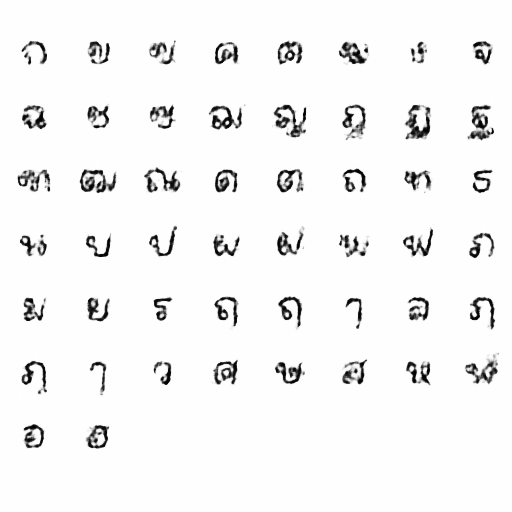 ก ข ฃ ค ฅ ฆ ง จ
ฉ ช ซ ฌ ญ ฎ ฏ ฐ
ฑ ฒ ณ ด ต ถ ท ธ
น บ ป ผ ฝ พ ฟ ภ
ม ย ร ฤ ฤ ๅ ล ฦ
ฦ ๅ ว ศ ษ ส ห ฬ
อ ฮ